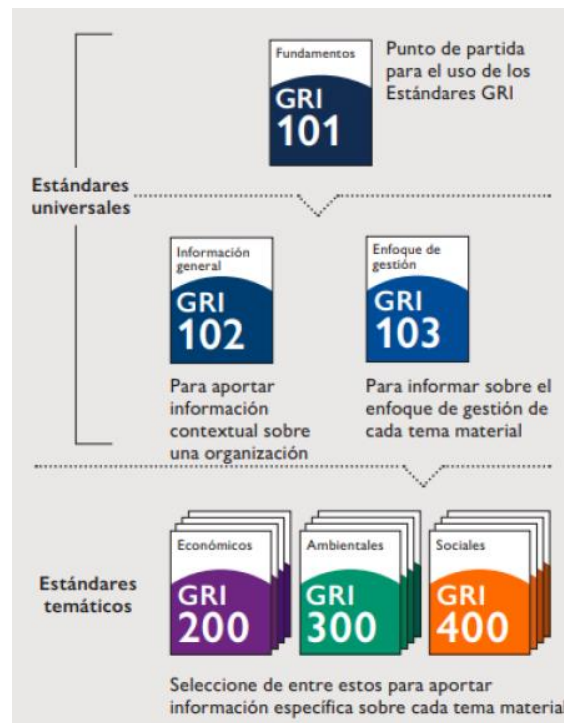 Fundamentos
GRI
101
Punto de partida
para el uso de los
Estándares GRI
Estándares
universales
Información
general
GRI
102
Enfoque de
gestión
GRI
103
Para aportar
información
contextual sobre
una organización
Para informar sobre el
enfoque de gestión de
cada tema material
Estándares
temáticos
Económicos
GRI
200
Ambientales
GRI
300
Sociales
GRI
400
Seleccione de entre estos para aportar
información específica sobre cada tema material